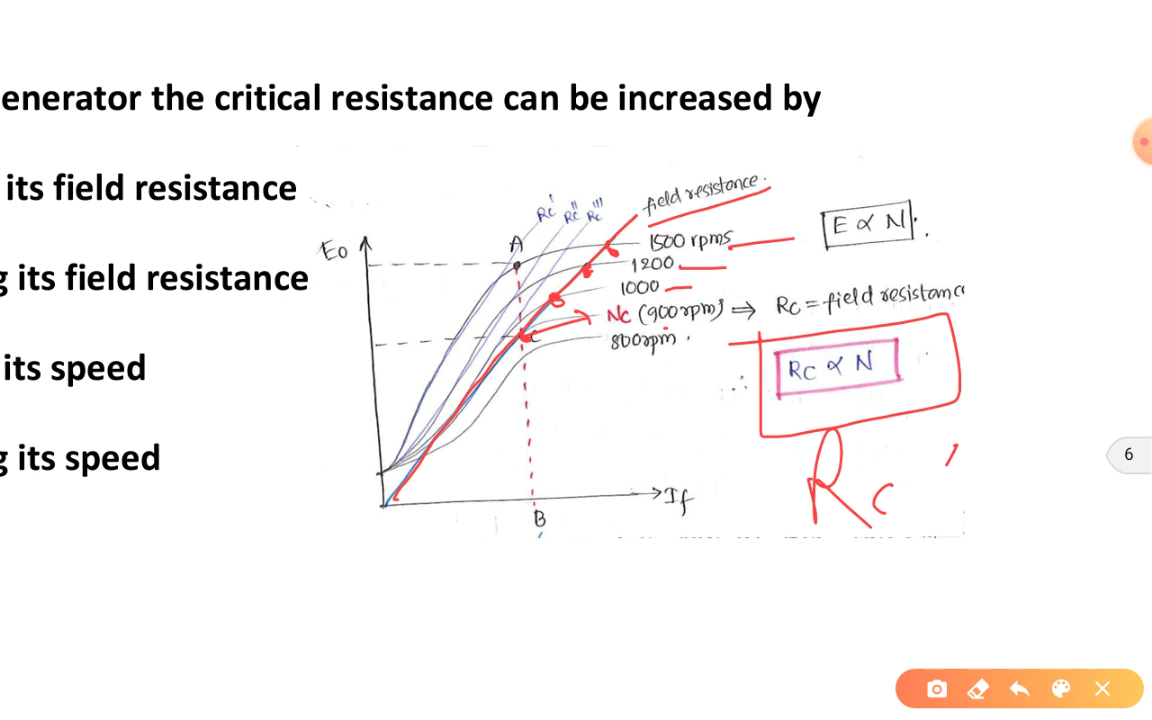 enerator the critical resistance can be increased by
its field resistance
g its field resistance
its speed
g its speed
Rc' Rc'' Rc'''
field resistance.
E ∝ N.
Eo
A
1500 rpms
1200
1000
Nc (900rpm) ⇒ Rc = field resistanc
800rpm.
C
∴ Rc ∝ N
Rc
If
B
6